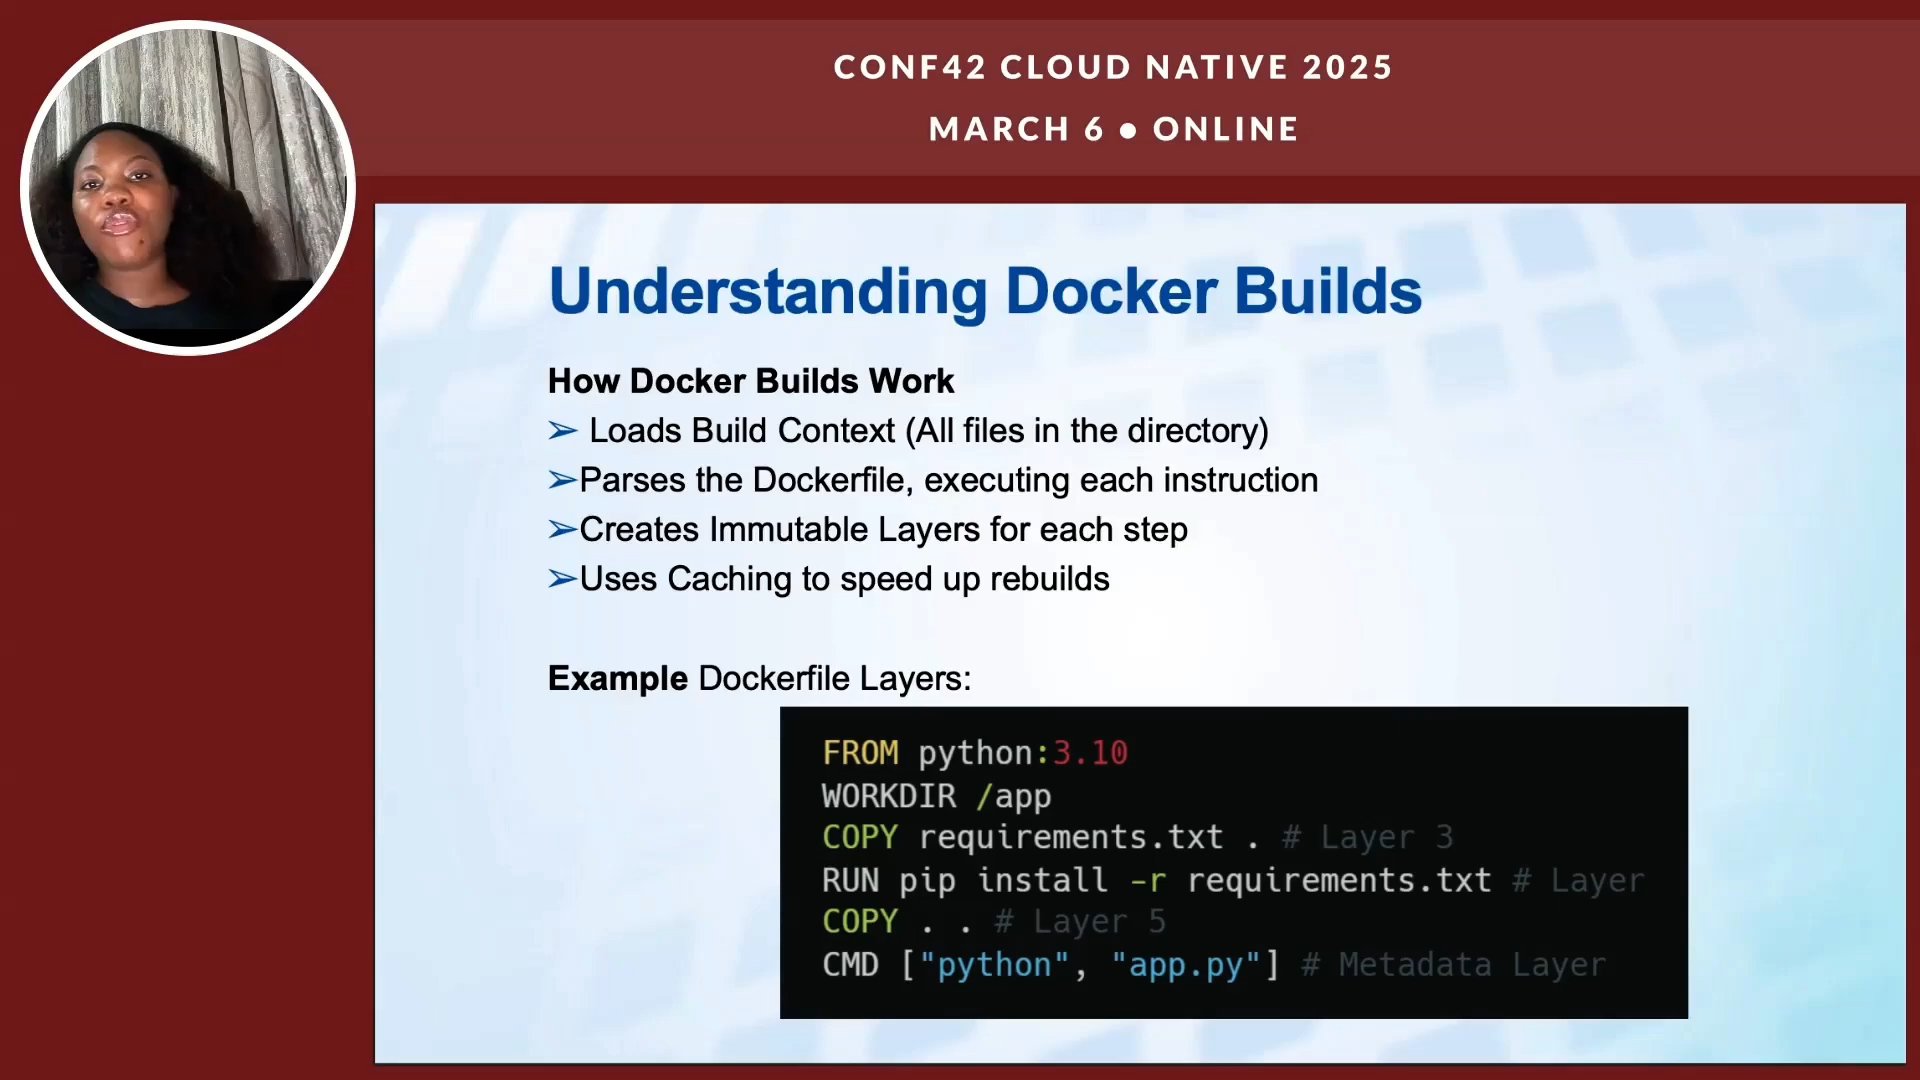 CONF42 CLOUD NATIVE 2025
MARCH 6 ● ONLINE
Understanding Docker Builds
How Docker Builds Work
➢ Loads Build Context (All files in the directory)
➢Parses the Dockerfile, executing each instruction
➢Creates Immutable Layers for each step
➢Uses Caching to speed up rebuilds
Example Dockerfile Layers:
FROM python:3.10
WORKDIR /app
COPY requirements.txt . # Layer 3
RUN pip install -r requirements.txt # Layer
COPY . . # Layer 5
CMD ["python", "app.py"] # Metadata Layer